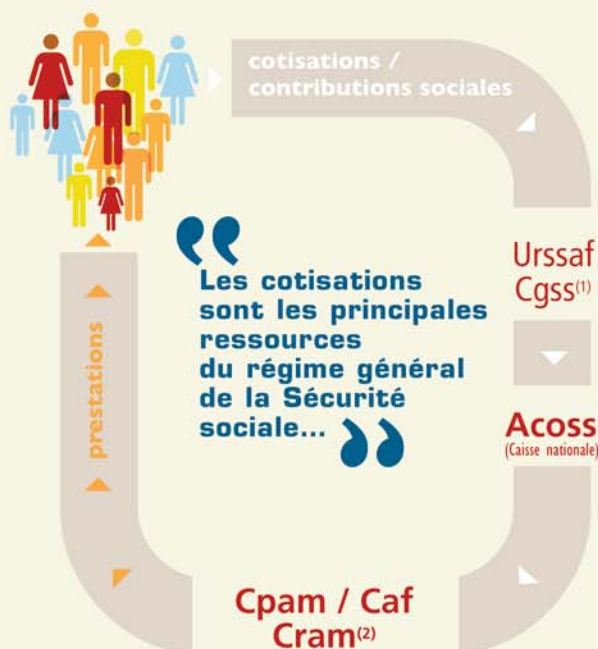 cotisations /
contributions sociales
Urssaf
Cgss(1)
Acoss
(Caisse nationale)
Cpam / Caf
Cram(2)
prestations
“
Les cotisations
sont les principales
ressources
du régime général
de la Sécurité
sociale... ”